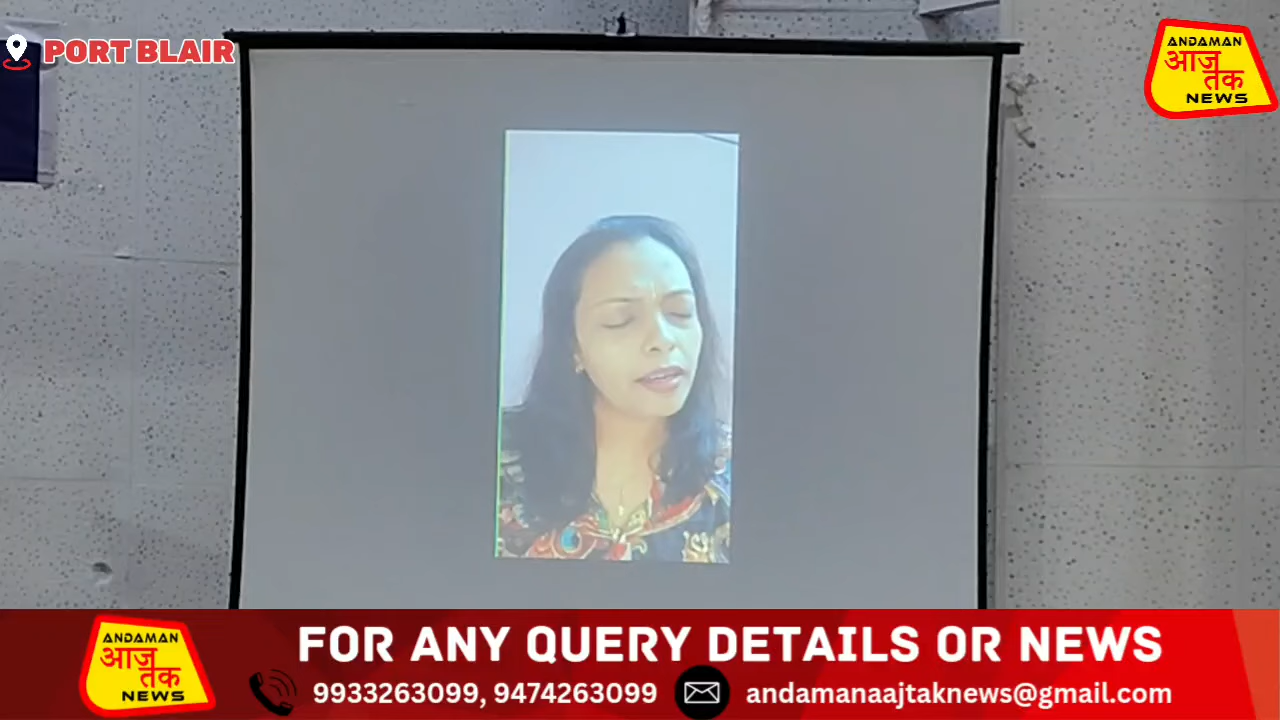 PORT BLAIR
ANDAMAN
आज
तक
NEWS
ANDAMAN
आज
तक
NEWS
FOR ANY QUERY DETAILS OR NEWS
9933263099, 9474263099
andamanaajtaknews@gmail.com